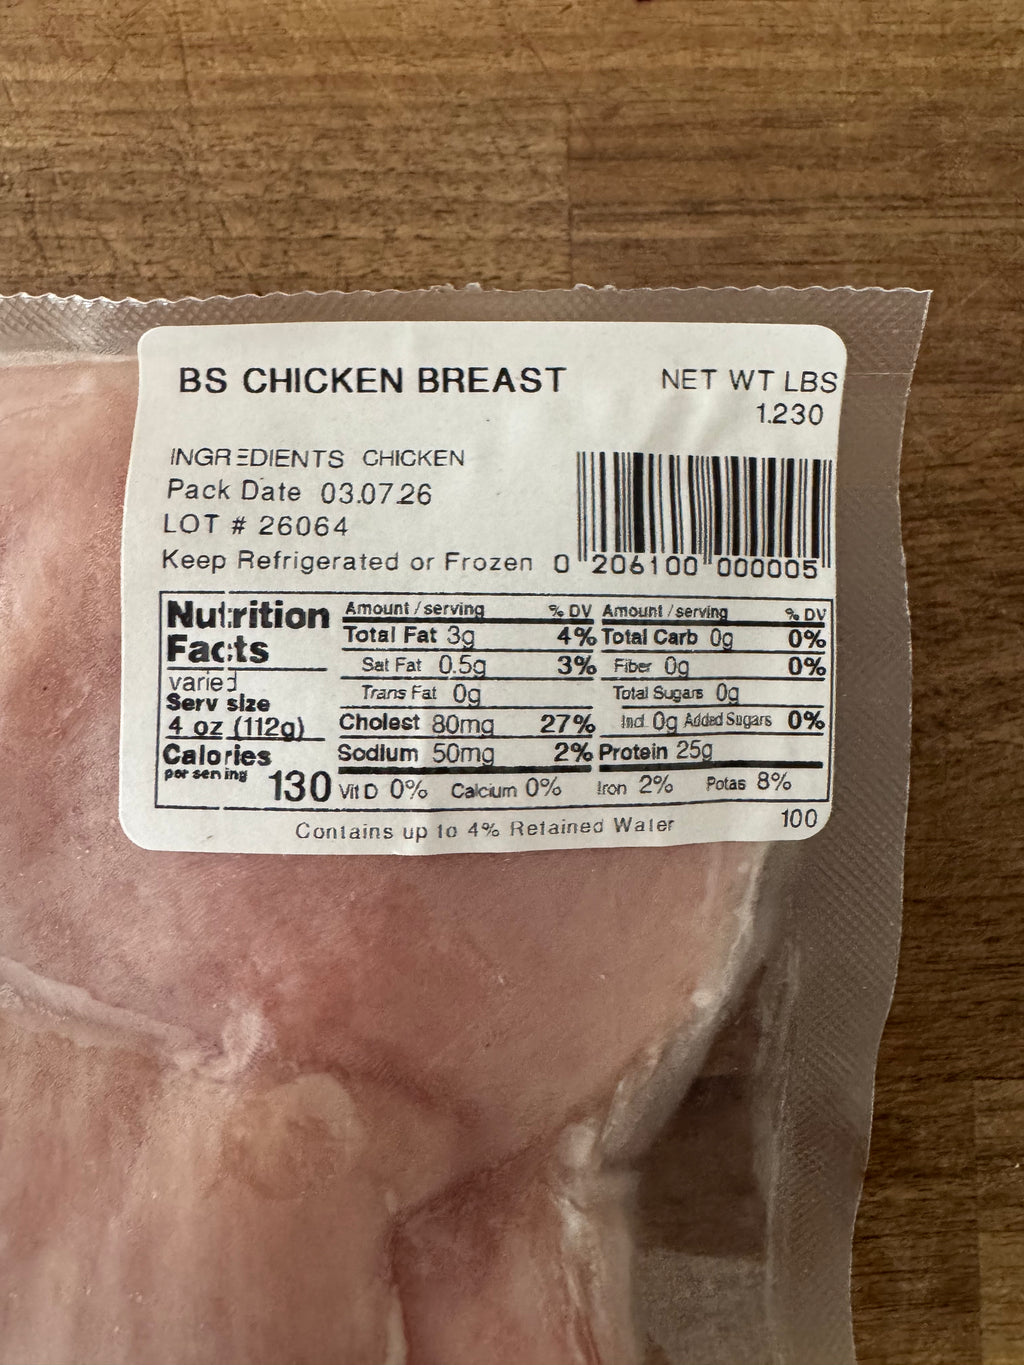 BS CHICKEN BREAST
NET WT LBS
1.230
INGREDIENTS CHICKEN
Pack Date 03.07.26
LOT # 26064
Keep Refrigerated or Frozen
0 206100 000005
Nutrition
Facts
varied
Serv size
4 oz (112g)
Calories
per serving 130
Amount / serving % DV
Total Fat 3g 4%
Sat Fat 0.5g 3%
Trans Fat 0g
Cholest 80mg 27%
Sodium 50mg 2%
Amount / serving % DV
Total Carb 0g 0%
Fiber 0g 0%
Total Sugars 0g
Incl 0g Added Sugars 0%
Protein 25g
Vit D 0% Calcium 0% Iron 2% Potas 8%
Contains up to 4% Retained Water
100